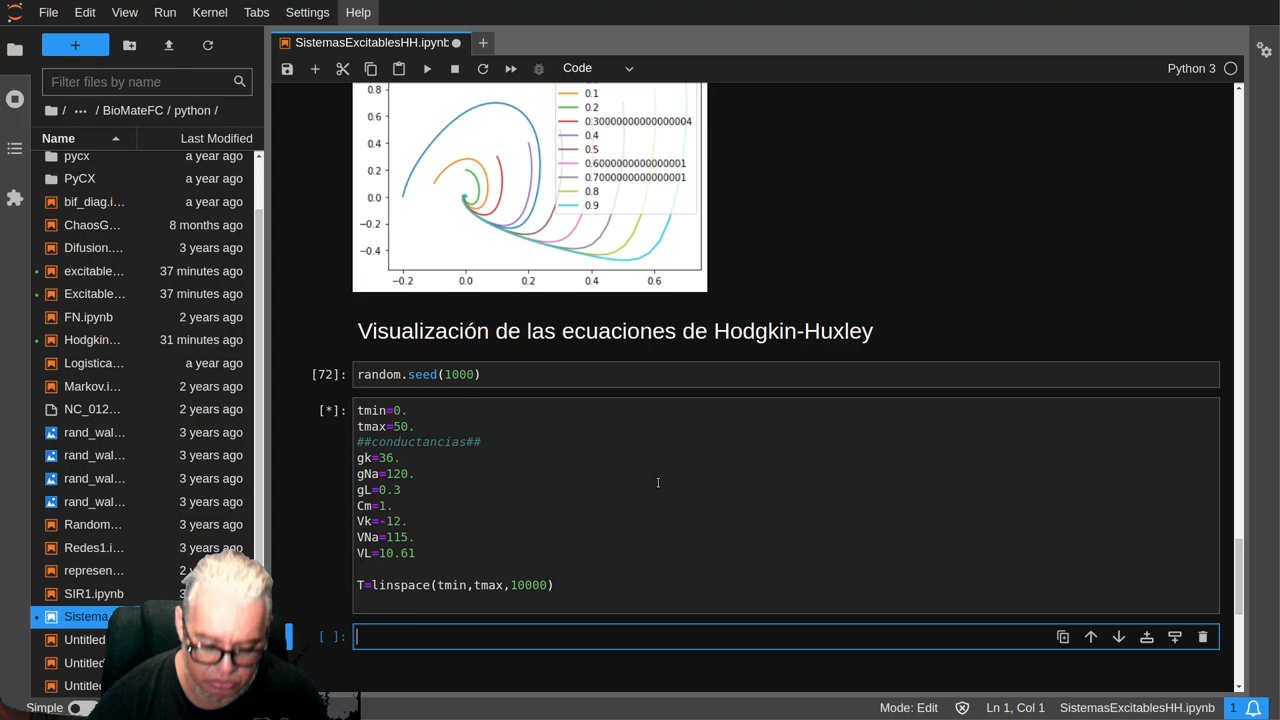 File Edit View Run Kernel Tabs Settings Help
SistemasExcitablesHH.ipynb
Code
Python 3
Filter files by name
/ ... / BioMateFC / python /
Name Last Modified
pycx a year ago
PyCX a year ago
bif_diag.i… a year ago
ChaosG… 8 months ago
Difusion.… 3 years ago
excitable… 37 minutes ago
Excitable… 37 minutes ago
FN.ipynb 2 years ago
Hodgkin… 31 minutes ago
Logistica… a year ago
Markov.i… 2 years ago
NC_012… 2 years ago
rand_wal… 3 years ago
rand_wal… 3 years ago
rand_wal… 3 years ago
rand_wal… 3 years ago
Random… 3 years ago
Redes1.i… 3 years ago
represen…
SIR1.ipynb
Sistema
Untitled
Untitled
Untitle
Simple
0.8
0.6
0.4
0.2
0.0
−0.2
−0.4
−0.2 0.0 0.2 0.4 0.6
0.1
0.2
0.30000000000000004
0.4
0.5
0.6000000000000001
0.7000000000000001
0.8
0.9
Visualización de las ecuaciones de Hodgkin-Huxley
[72]: random.seed(1000)
[*]: tmin=0.
tmax=50.
##conductancias##
gk=36.
gNa=120.
gL=0.3
Cm=1.
Vk=-12.
VNa=115.
VL=10.61
T=linspace(tmin,tmax,10000)
[ ]:
Mode: Edit Ln 1, Col 1 SistemasExcitablesHH.ipynb 1